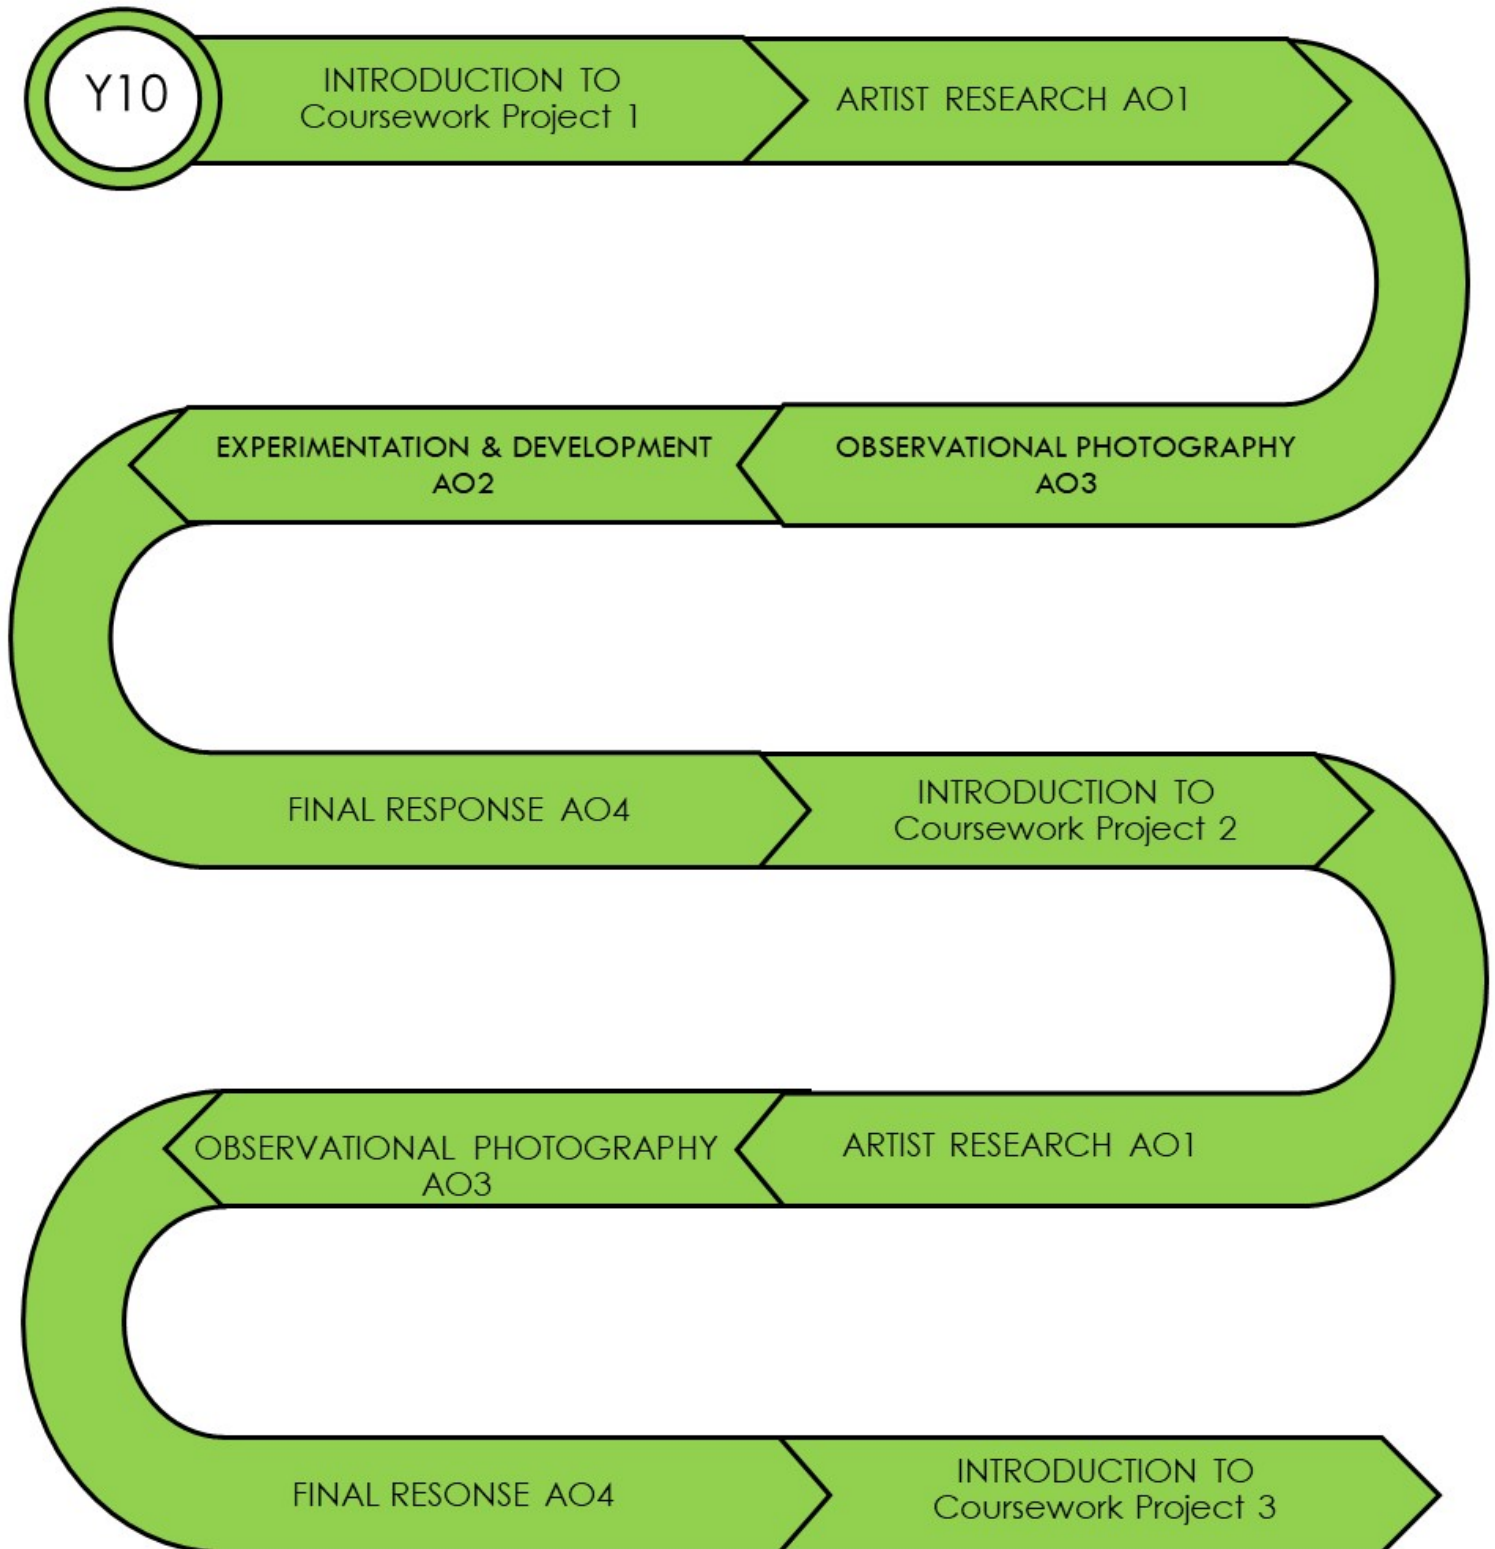 Y10
INTRODUCTION TO
Coursework Project 1
ARTIST RESEARCH AO1
OBSERVATIONAL PHOTOGRAPHY
AO3
EXPERIMENTATION & DEVELOPMENT
AO2
FINAL RESPONSE AO4
INTRODUCTION TO
Coursework Project 2
ARTIST RESEARCH AO1
OBSERVATIONAL PHOTOGRAPHY
AO3
FINAL RESONSE AO4
INTRODUCTION TO
Coursework Project 3